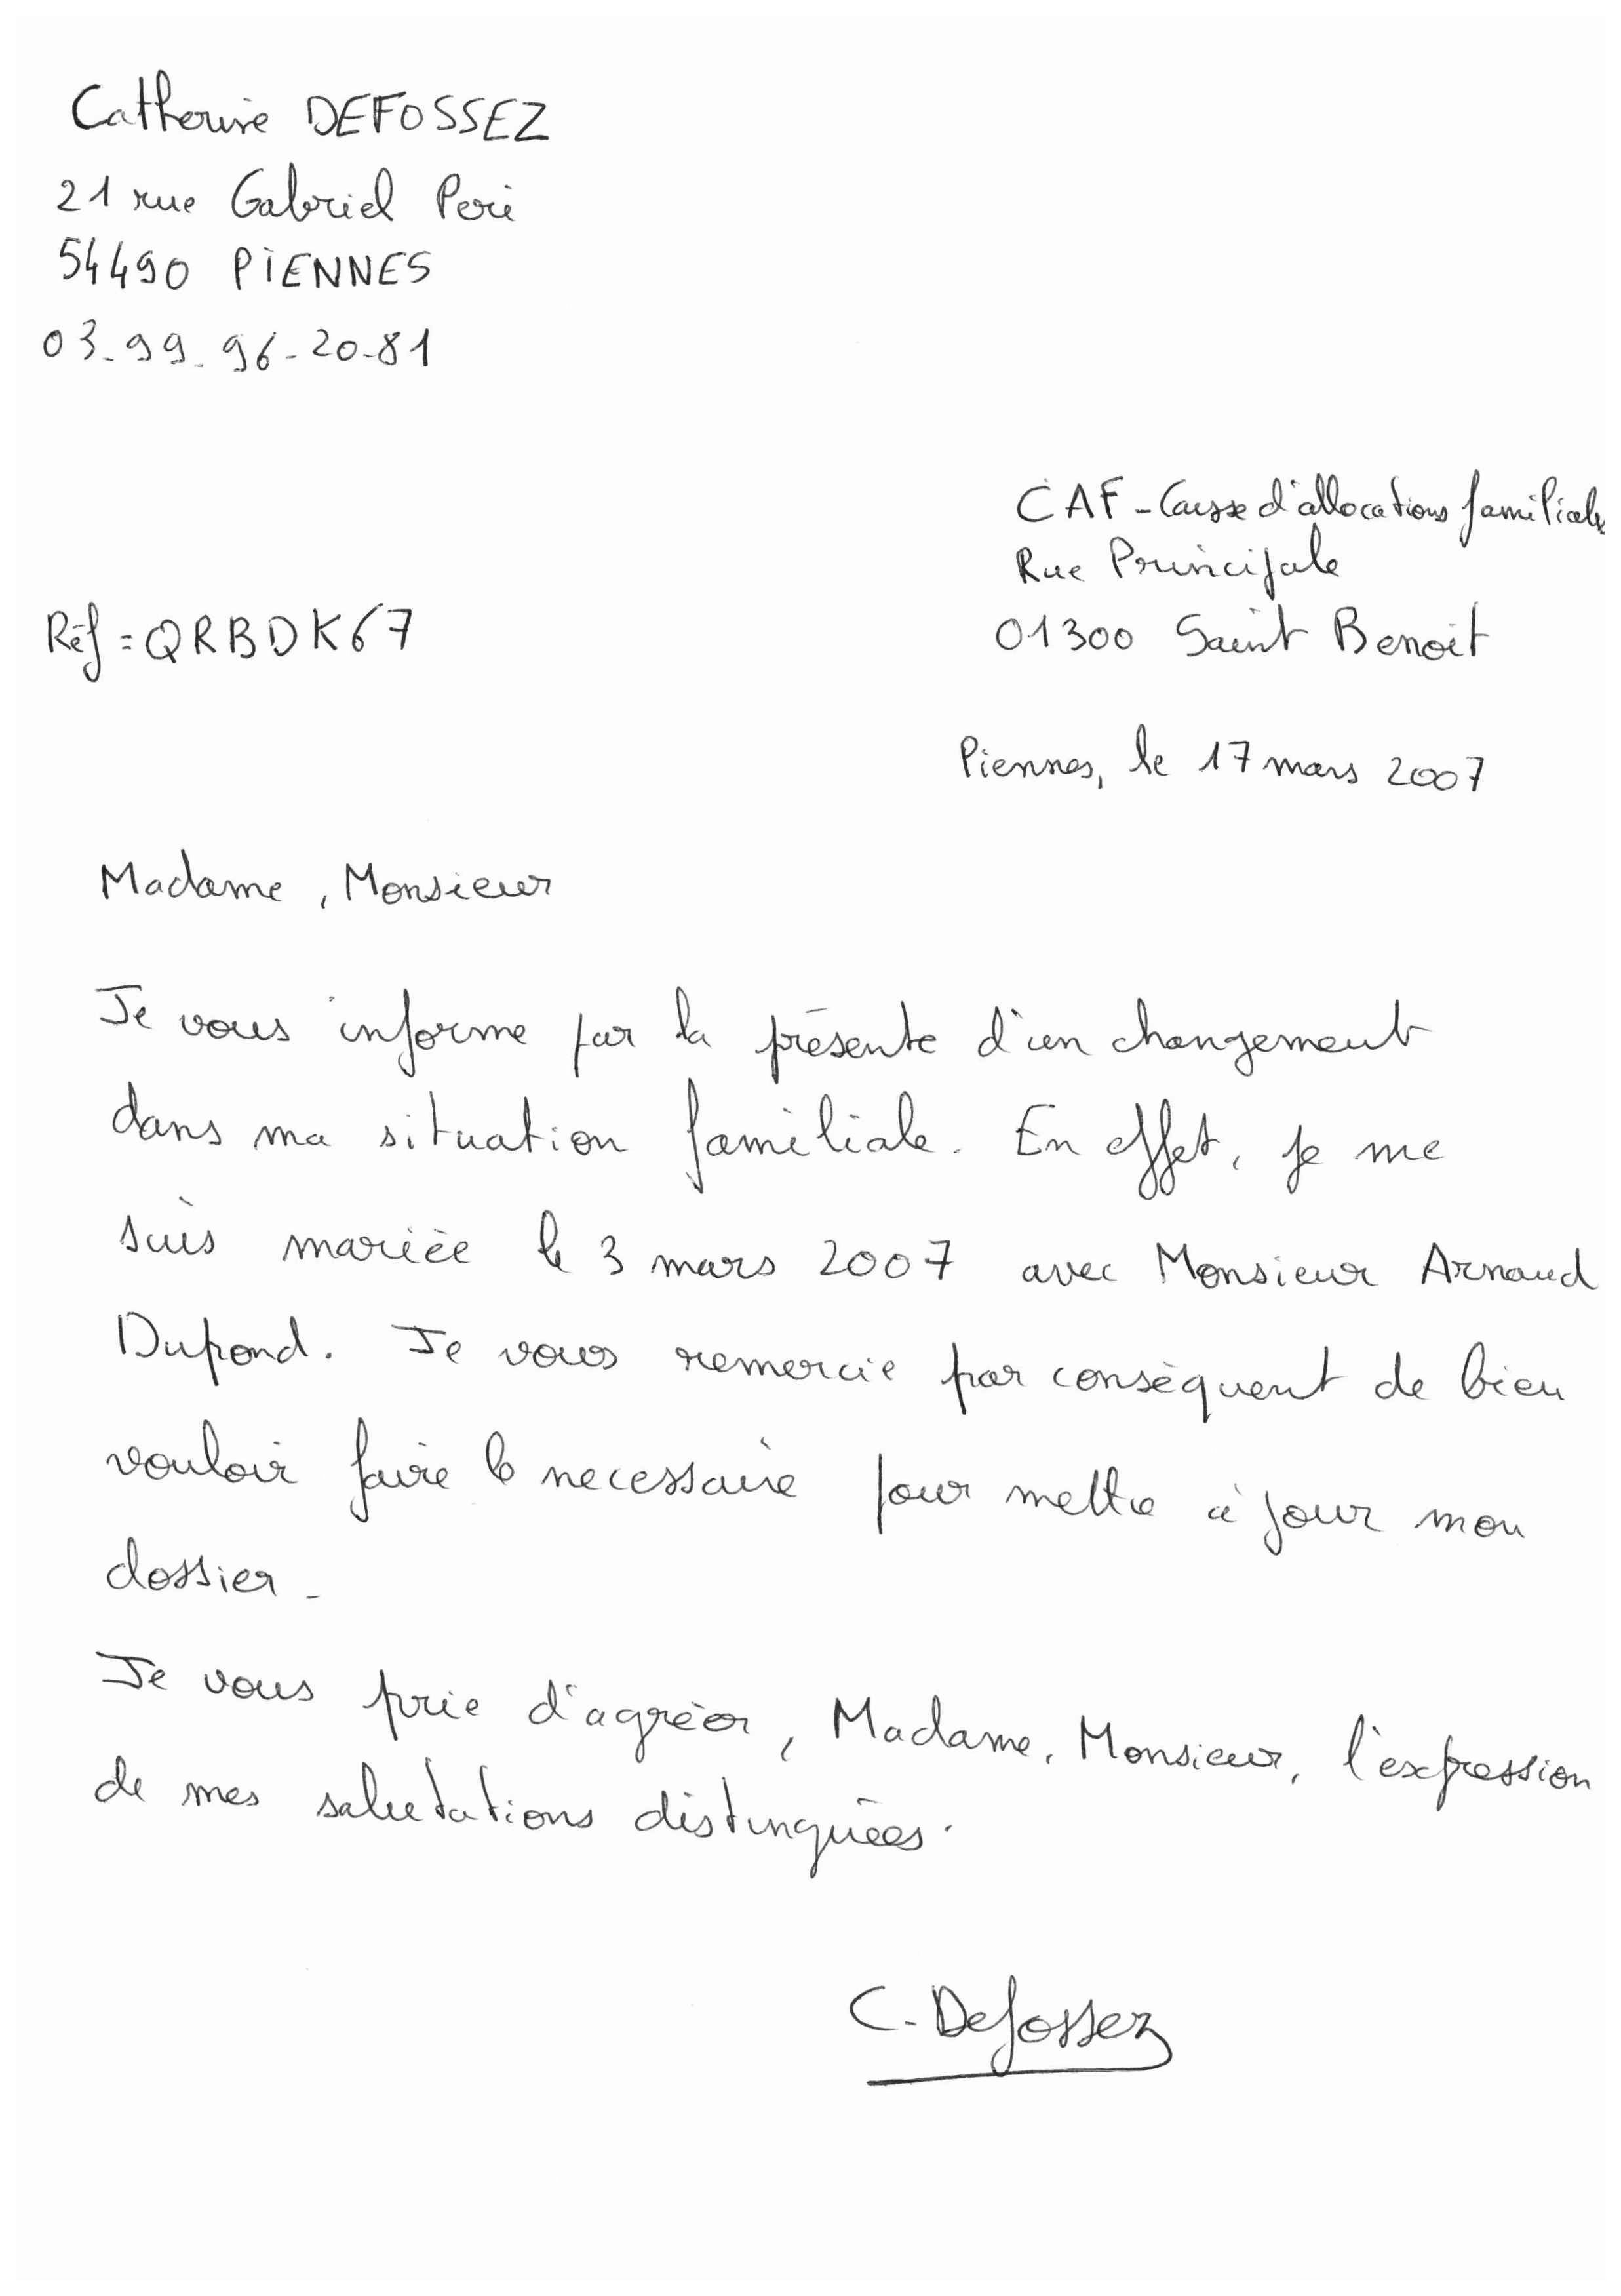 Catherine DEFOSSEZ
21 rue Gabriel Peri
54490 PIENNES
03-99-96-20-81
CAF-Caisse d'allocations familiales
Rue Principale
Réf = QRBDK67
01300 Saint Benoit
Piennes, le 17 mars 2007
Madame, Monsieur
Je vous informe par la présente d'un changement
dans ma situation familiale. En effet, je me
suis mariée le 3 mars 2007 avec Monsieur Arnaud
Dupond. Je vous remercie par conséquent de bien
vouloir faire le necessaire pour mettre à jour mon
dossier.
Je vous prie d'agréer, Madame, Monsieur, l'expression
de mes salutations distinguées.
C. Defossez